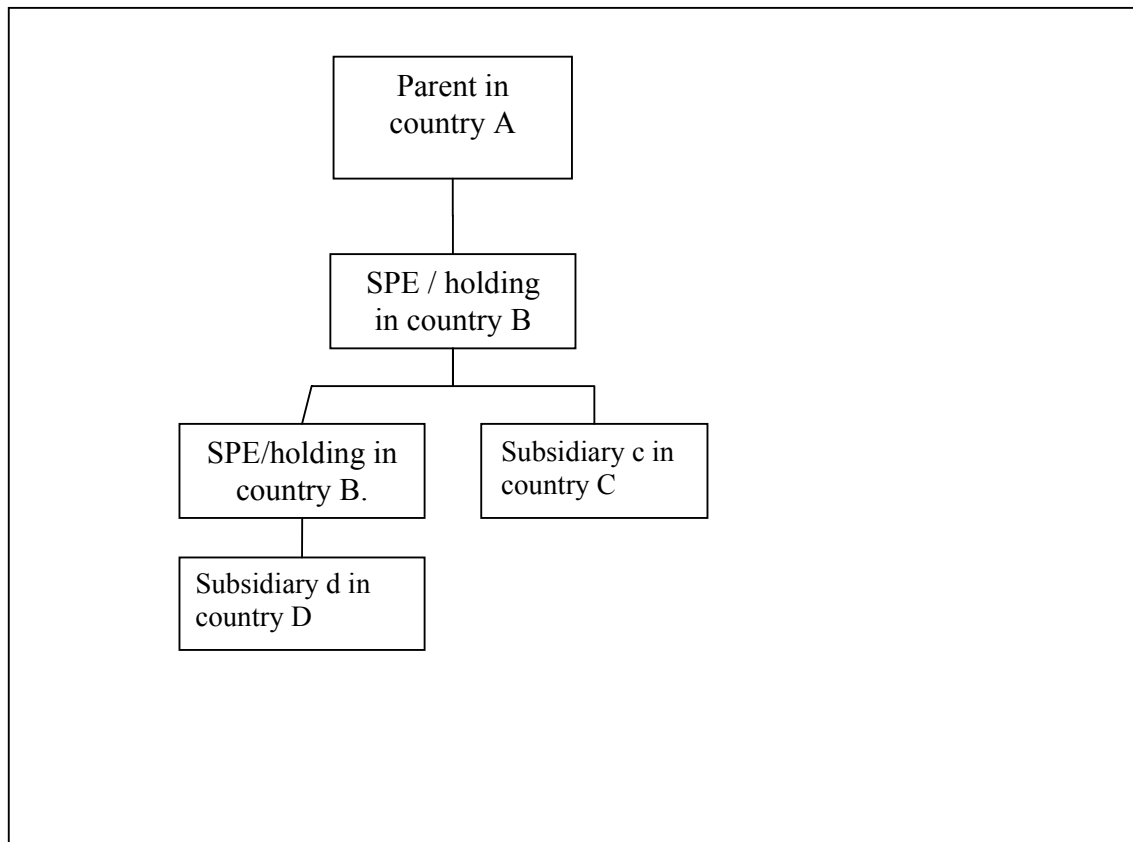 Parent in
country A
SPE / holding
in country B
SPE/holding in
country B.
Subsidiary c in
country C
Subsidiary d in
country D